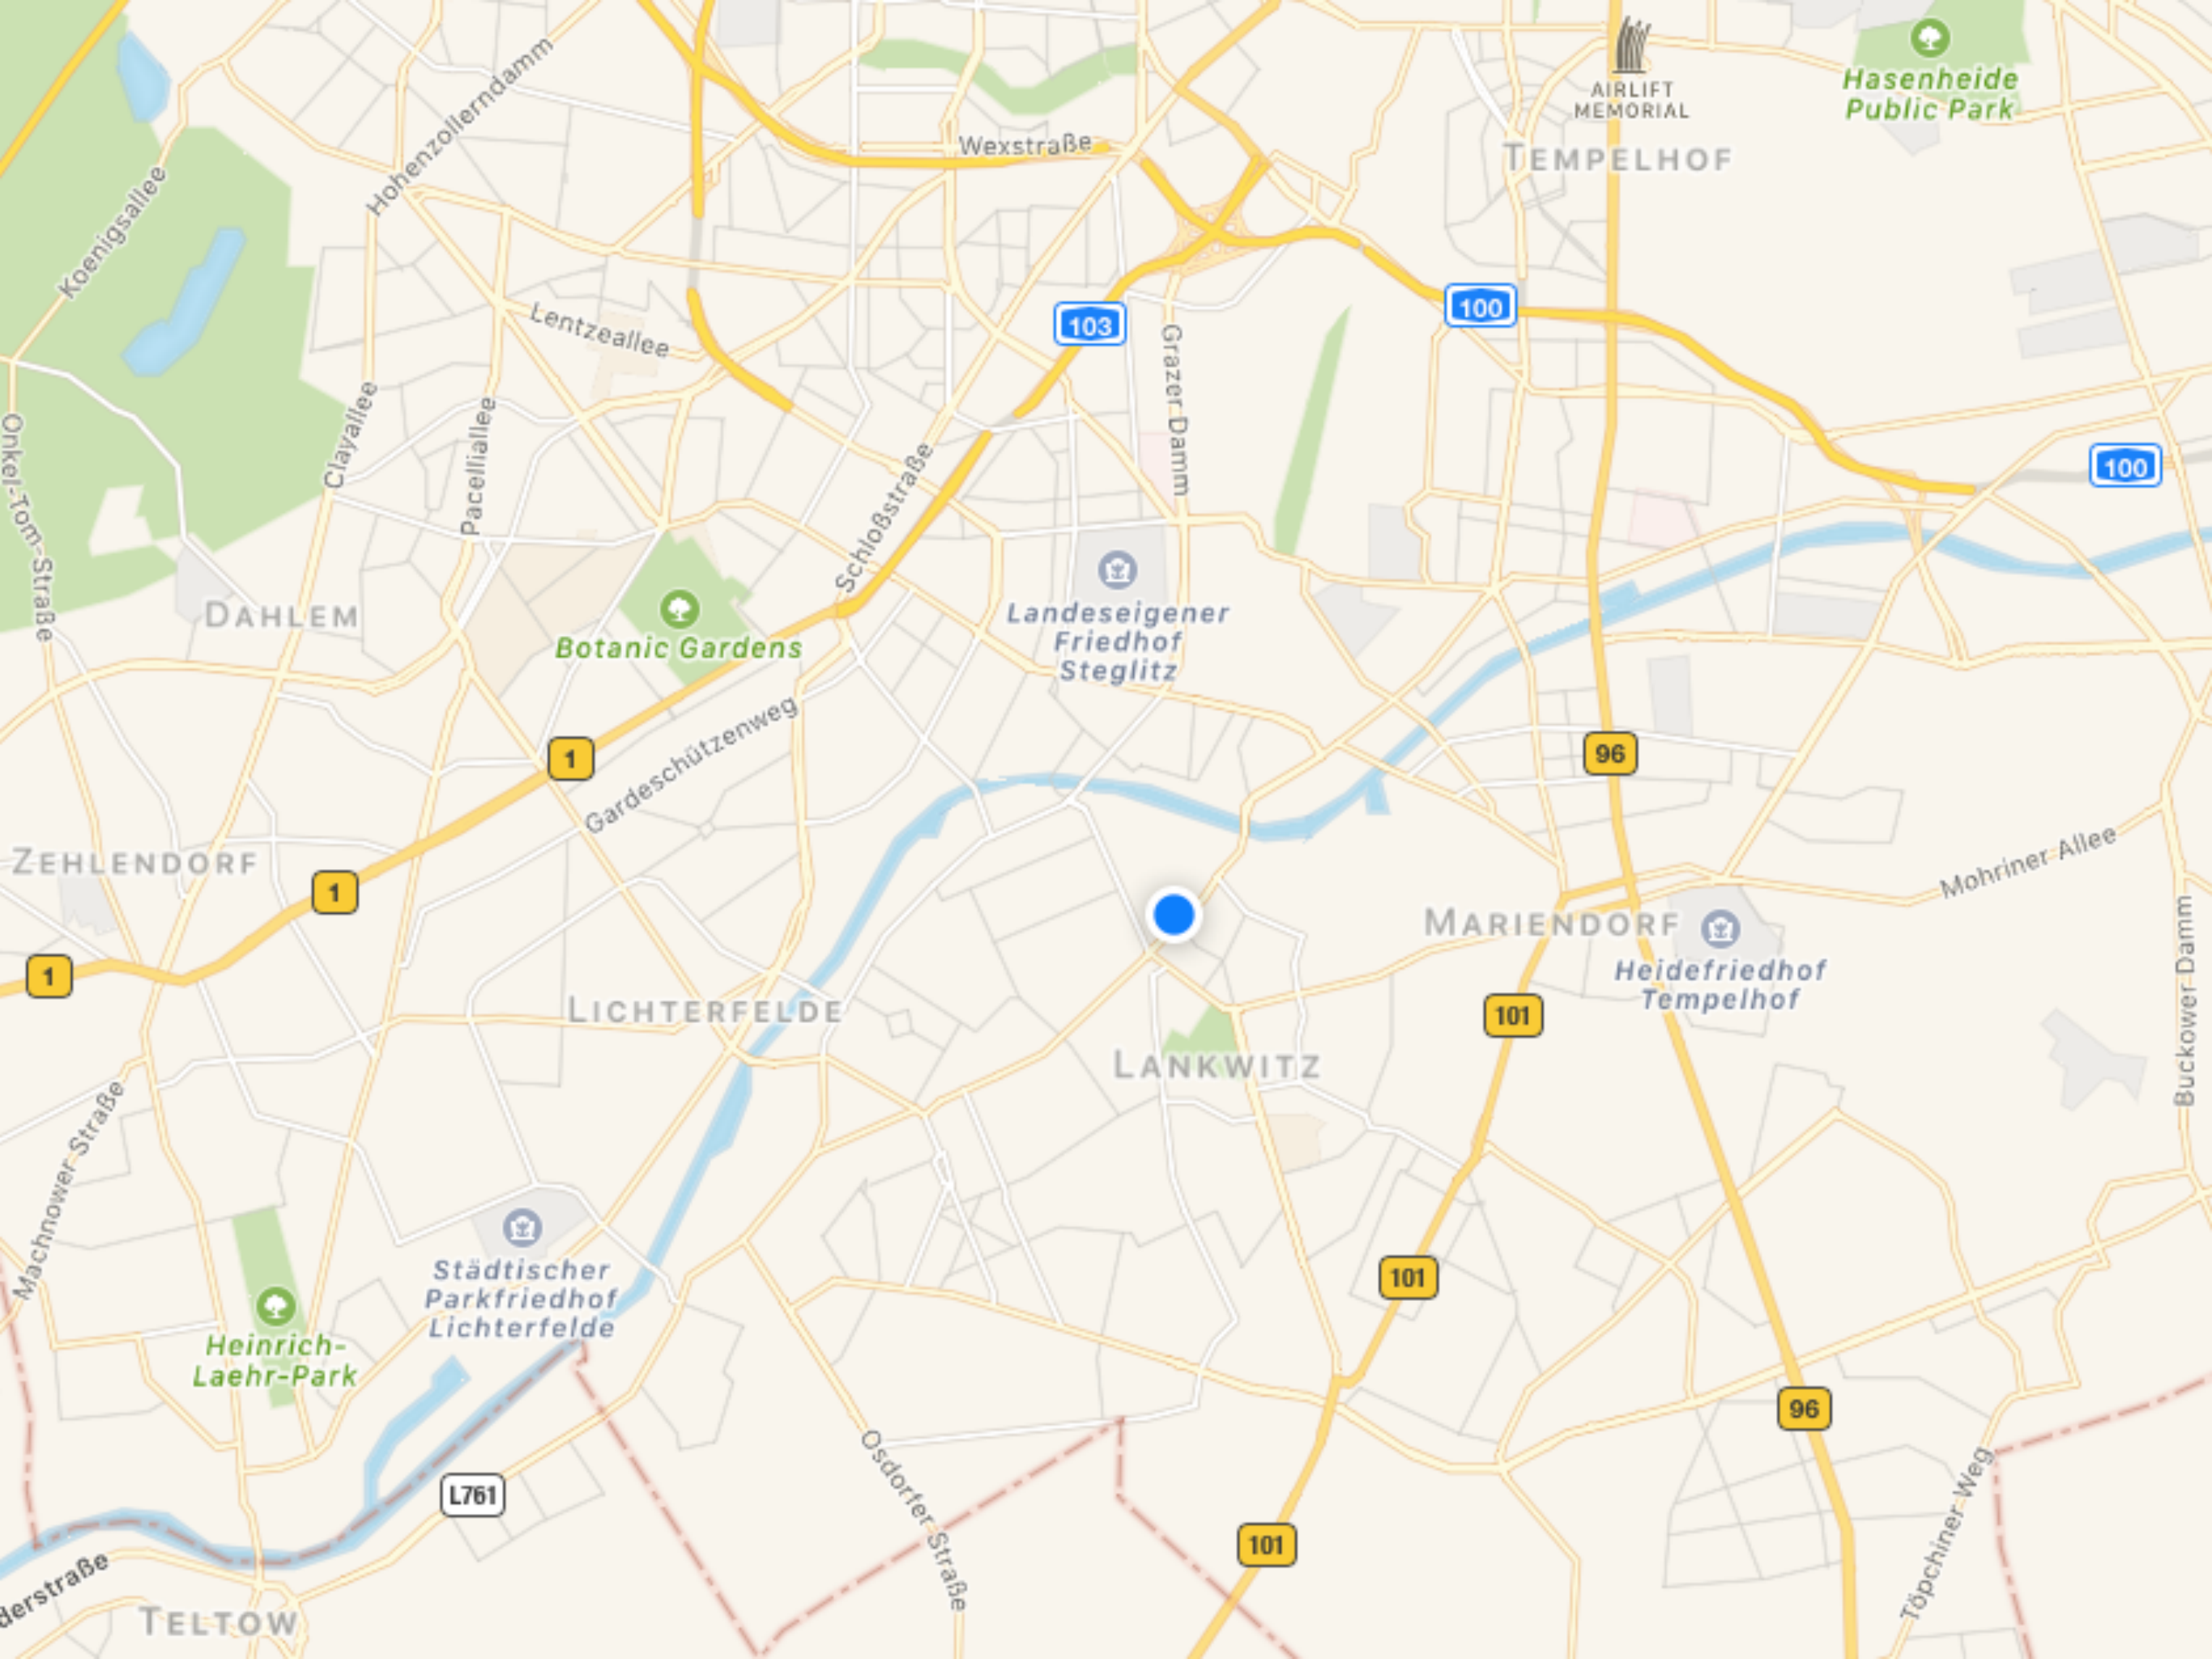 AIRLIFT
MEMORIAL
Hasenheide
Public Park
Hohenzollerndamm
Wexstraße
TEMPELHOF
Koenigsallee
Lentzeallee
103
100
Grazer Damm
Onkel-Tom-Straße
Clayallee
Pacelliallee
Schloßstraße
100
DAHLEM
Botanic Gardens
Landeseigener
Friedhof
Steglitz
1
Gardeschützenweg
96
ZEHLENDORF
1
Mohriner Allee
MARIENDORF
Heidefriedhof
Tempelhof
1
LICHTERFELDE
101
Buckower Damm
LANKWITZ
Machnower Straße
Städtischer
Parkfriedhof
Lichterfelde
101
Heinrich-
Laehr-Park
96
L761
Osdorfer Straße
101
Töpchiner Weg
derstraße
TELTOW